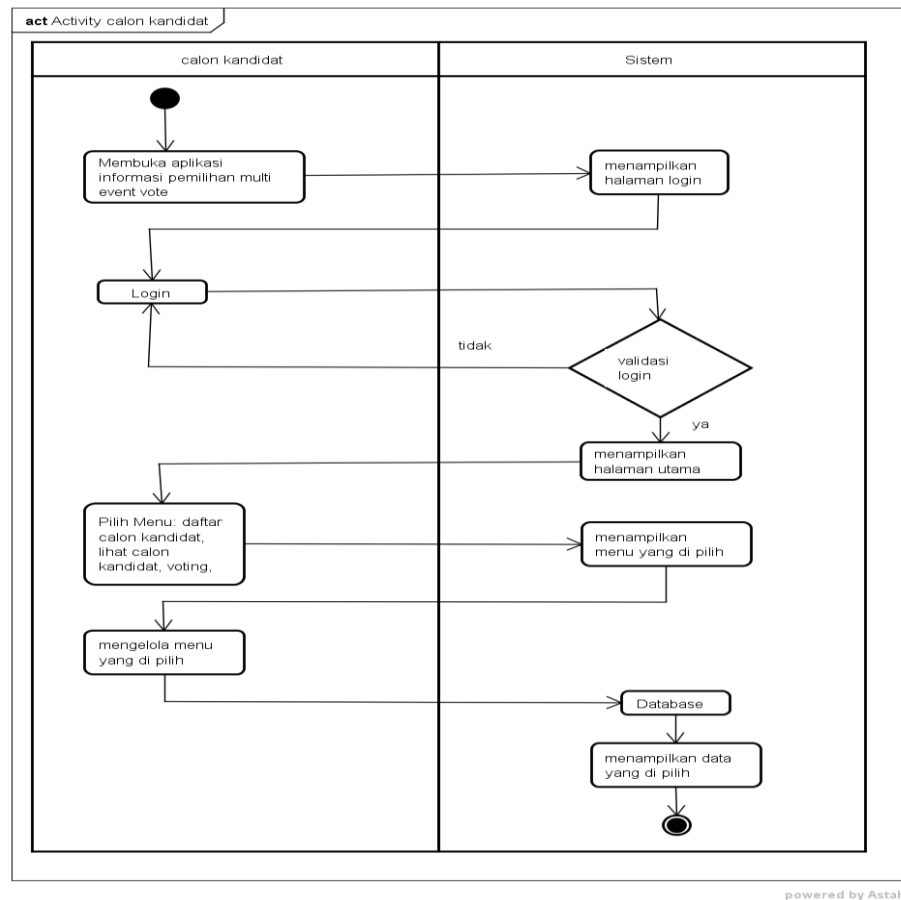 act Activity calon kandidat
calon kandidat
Sistem
Membuka aplikasi
informasi pemilihan multi
event vote
menampilkan
halaman login
Login
tidak
validasi
login
ya
menampilkan
halaman utama
Pilih Menu: daftar
calon kandidat,
lihat calon
kandidat, voting,
menampilkan
menu yang di pilih
mengelola menu
yang di pilih
Database
menampilkan data
yang di pilih
powered by Astah